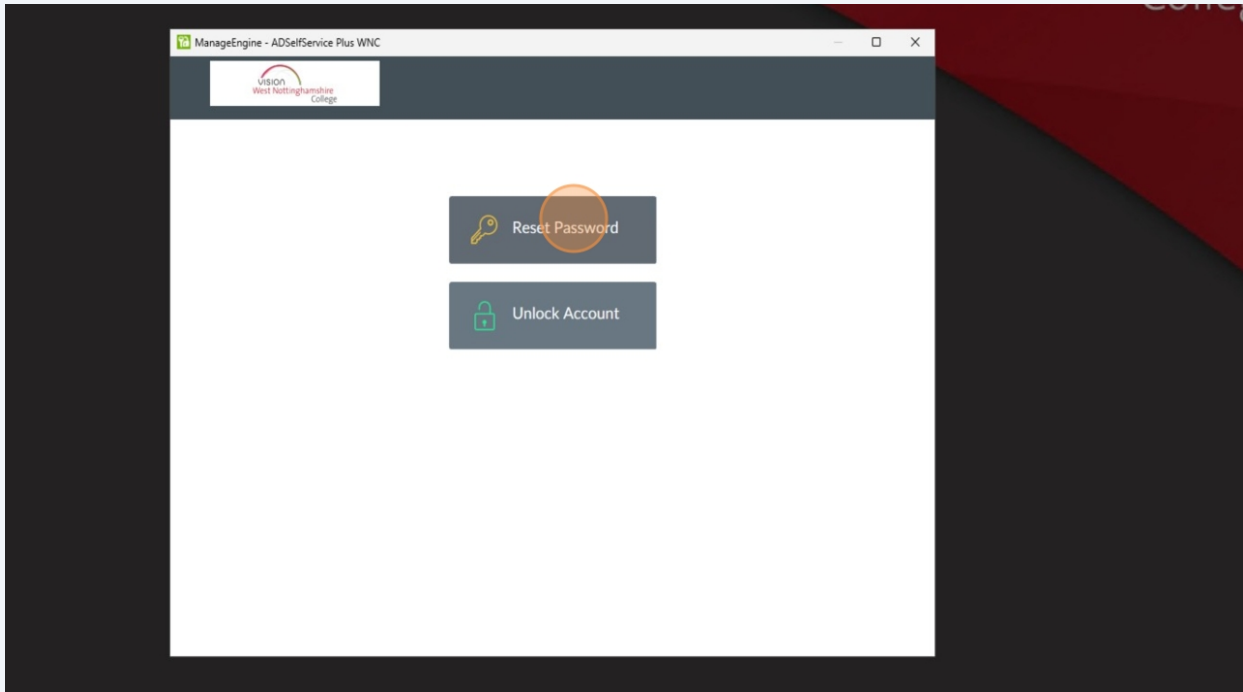 ManageEngine - ADSelfService Plus WNC
vision
West Nottinghamshire
College
Reset Password
Unlock Account